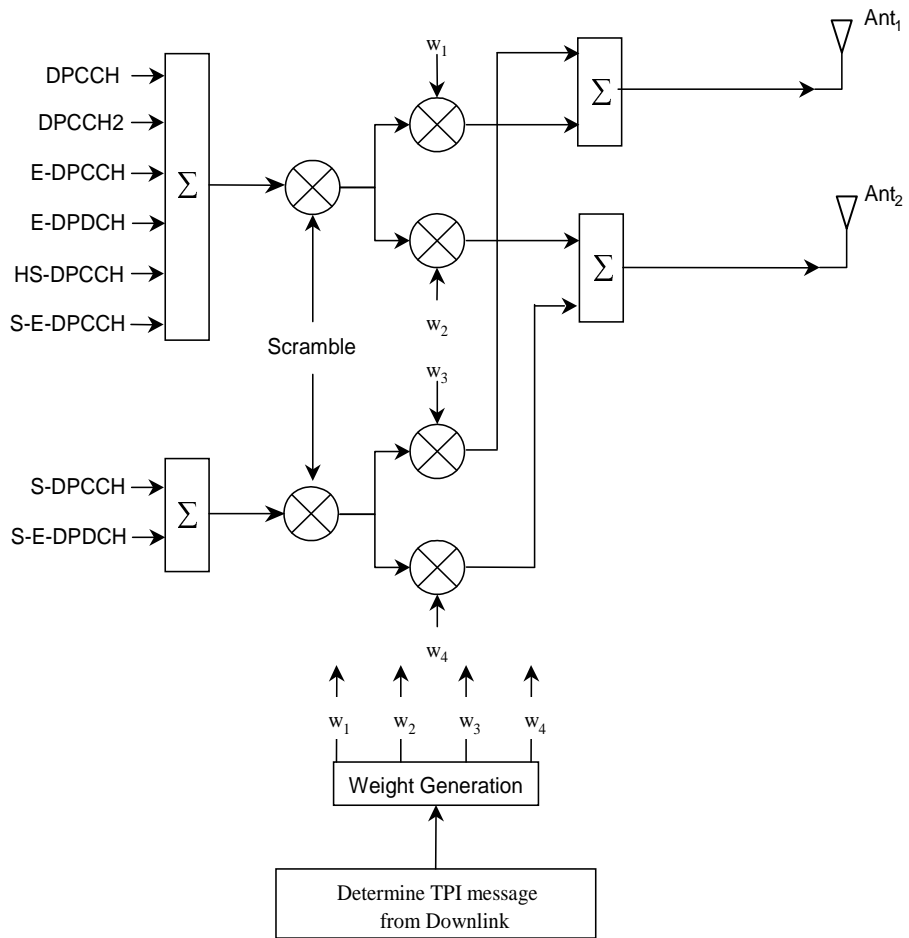 Ant₁
w₁
DPCCH
Σ
DPCCH2
E-DPCCH
Σ
Ant₂
E-DPDCH
Σ
HS-DPCCH
S-E-DPCCH
w₂
Scramble
w₃
S-DPCCH
Σ
S-E-DPDCH
w₄
w₁ w₂ w₃ w₄
Weight Generation
Determine TPI message
from Downlink